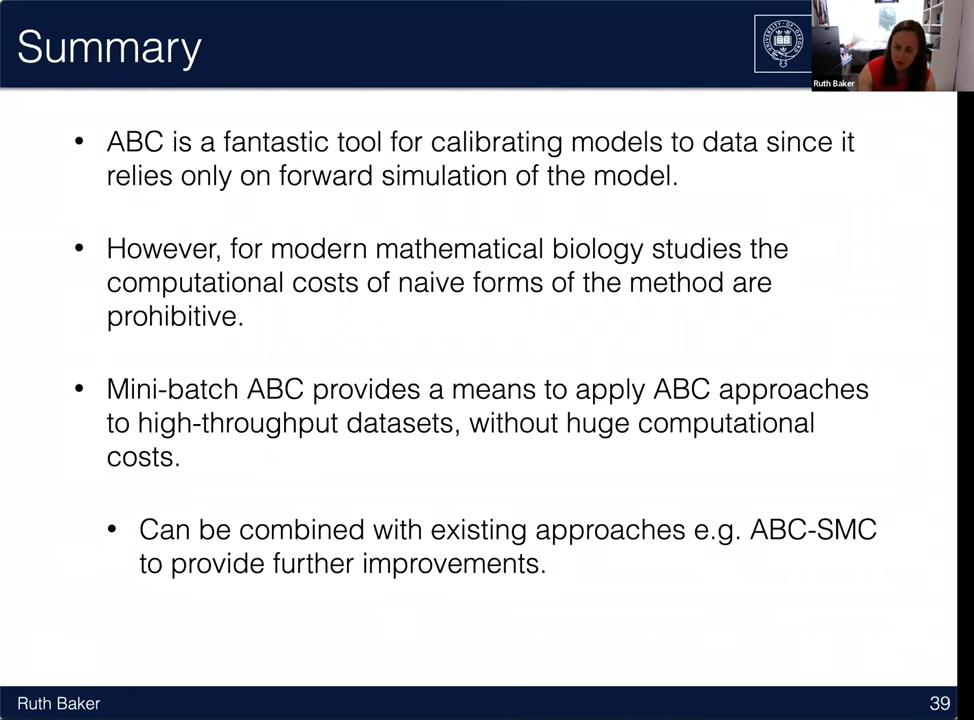 Summary
UNIVERSITY OF OXFORD
Ruth Baker
• ABC is a fantastic tool for calibrating models to data since it
relies only on forward simulation of the model.
• However, for modern mathematical biology studies the
computational costs of naive forms of the method are
prohibitive.
• Mini-batch ABC provides a means to apply ABC approaches
to high-throughput datasets, without huge computational
costs.
• Can be combined with existing approaches e.g. ABC-SMC
to provide further improvements.
Ruth Baker
39